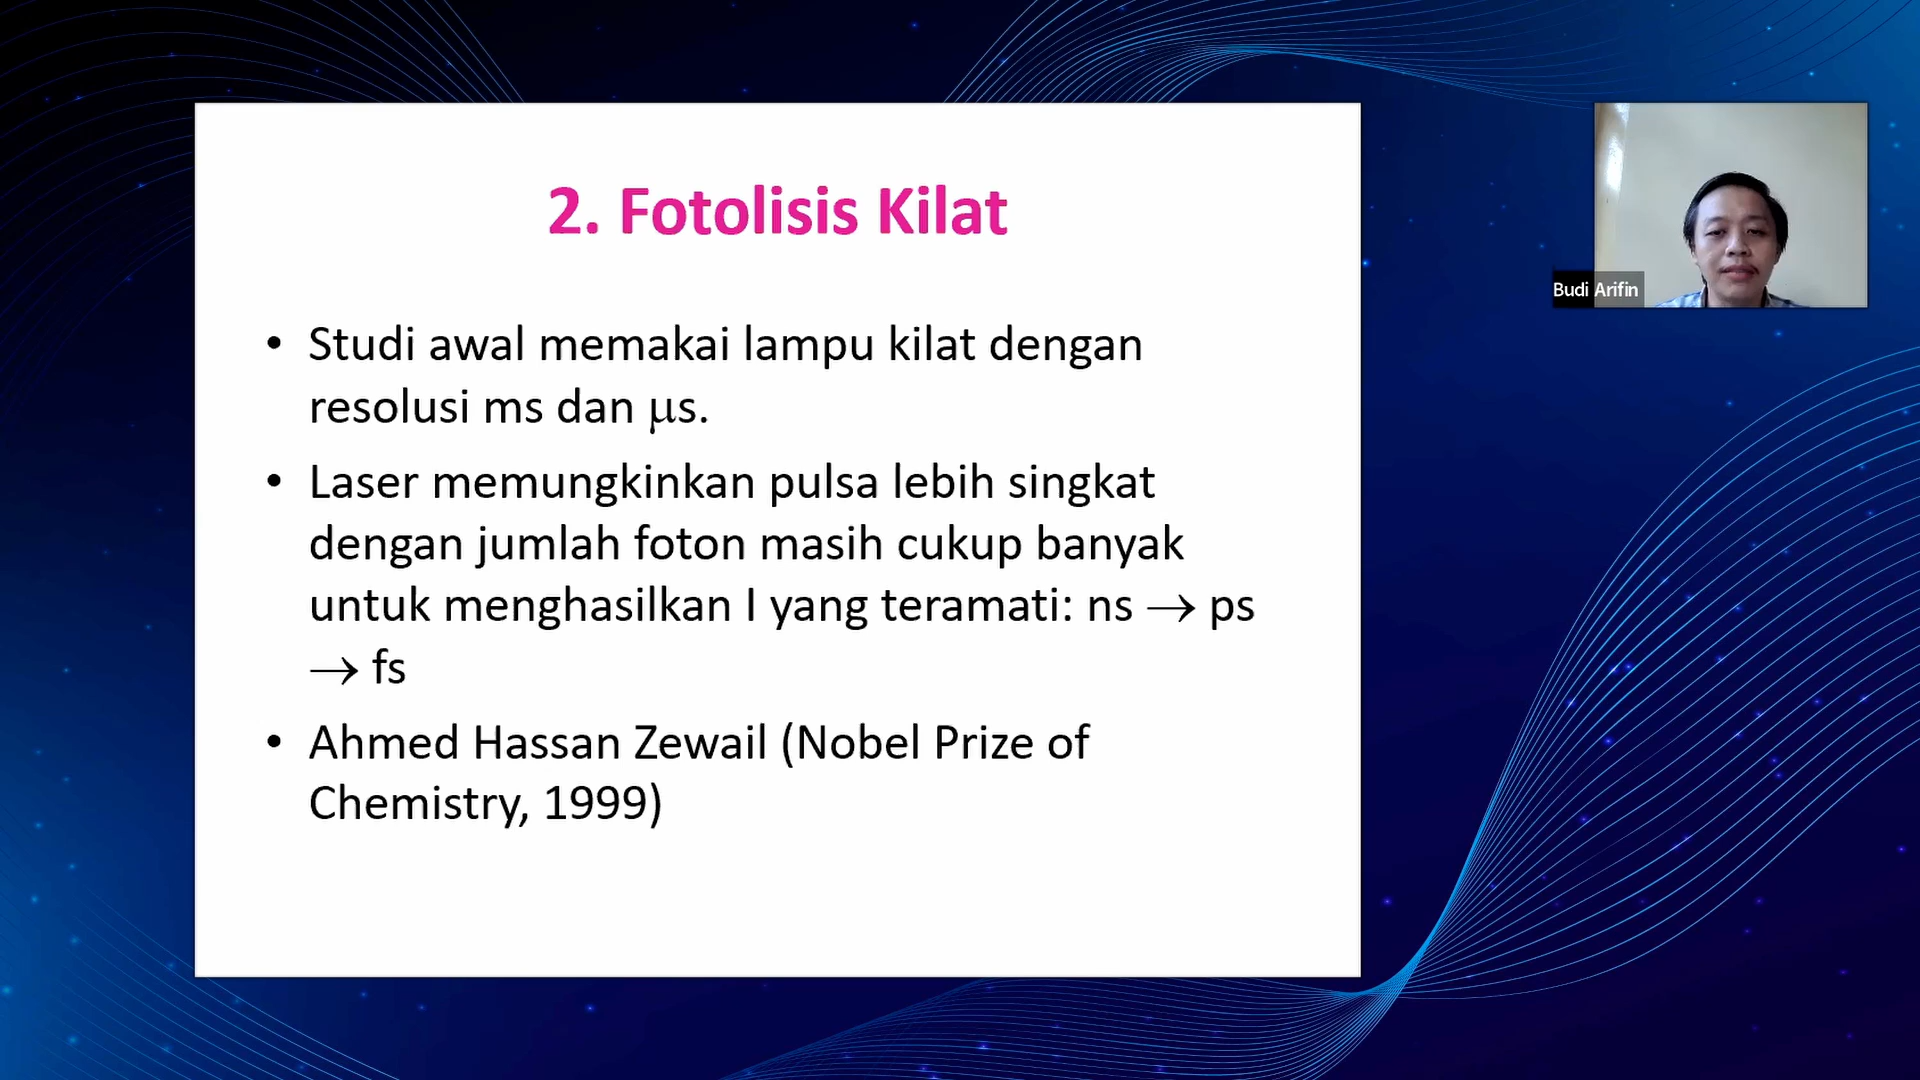 2. Fotolisis Kilat
• Studi awal memakai lampu kilat dengan
resolusi ms dan μs.
• Laser memungkinkan pulsa lebih singkat
dengan jumlah foton masih cukup banyak
untuk menghasilkan I yang teramati: ns → ps
→ fs
• Ahmed Hassan Zewail (Nobel Prize of
Chemistry, 1999)
Budi Arifin